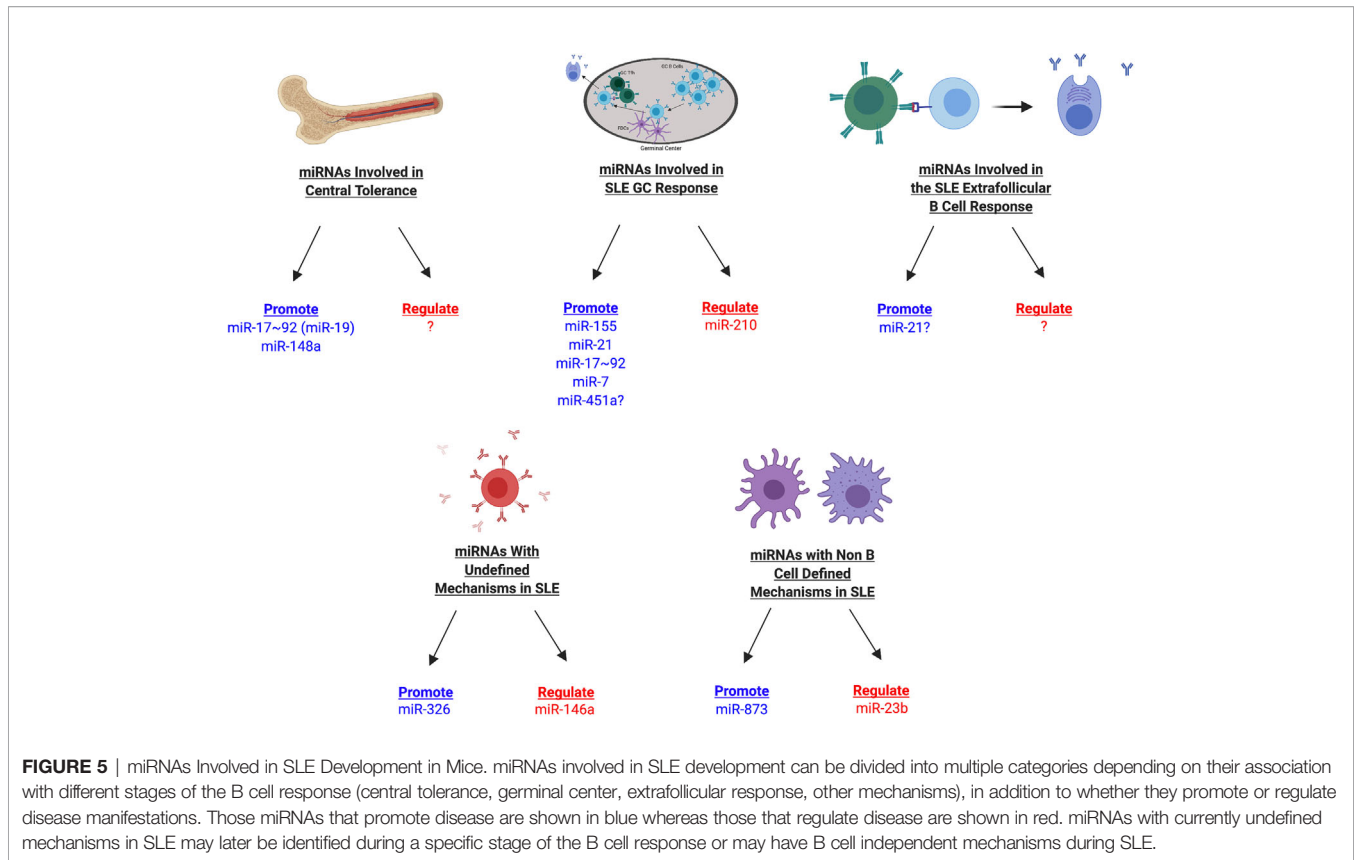 GC Tfh
GC B Cells
FDCs
Germinal Center
miRNAs Involved in
Central Tolerance
miRNAs Involved in
SLE GC Response
miRNAs Involved in
the SLE Extrafollicular
B Cell Response
Promote
miR-17~92 (miR-19)
miR-148a
Regulate
?
Promote
miR-155
miR-21
miR-17~92
miR-7
miR-451a?
Regulate
miR-210
Promote
miR-21?
Regulate
?
miRNAs With
Undefined
Mechanisms in SLE
miRNAs with Non B
Cell Defined
Mechanisms in SLE
Promote
miR-326
Regulate
miR-146a
Promote
miR-873
Regulate
miR-23b
FIGURE 5 | miRNAs Involved in SLE Development in Mice. miRNAs involved in SLE development can be divided into multiple categories depending on their association
with different stages of the B cell response (central tolerance, germinal center, extrafollicular response, other mechanisms), in addition to whether they promote or regulate
disease manifestations. Those miRNAs that promote disease are shown in blue whereas those that regulate disease are shown in red. miRNAs with currently undefined
mechanisms in SLE may later be identified during a specific stage of the B cell response or may have B cell independent mechanisms during SLE.